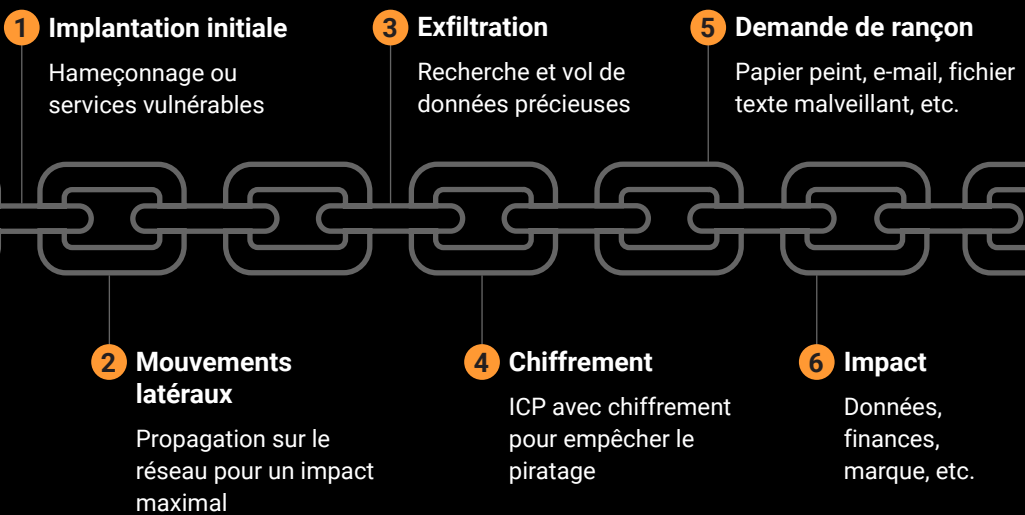 1 Implantation initiale
Hameçonnage ou
services vulnérables
3 Exfiltration
Recherche et vol de
données précieuses
5 Demande de rançon
Papier peint, e-mail, fichier
texte malveillant, etc.
2 Mouvements
latéraux
Propagation sur le
réseau pour un impact
maximal
4 Chiffrement
ICP avec chiffrement
pour empêcher le
piratage
6 Impact
Données,
finances,
marque, etc.